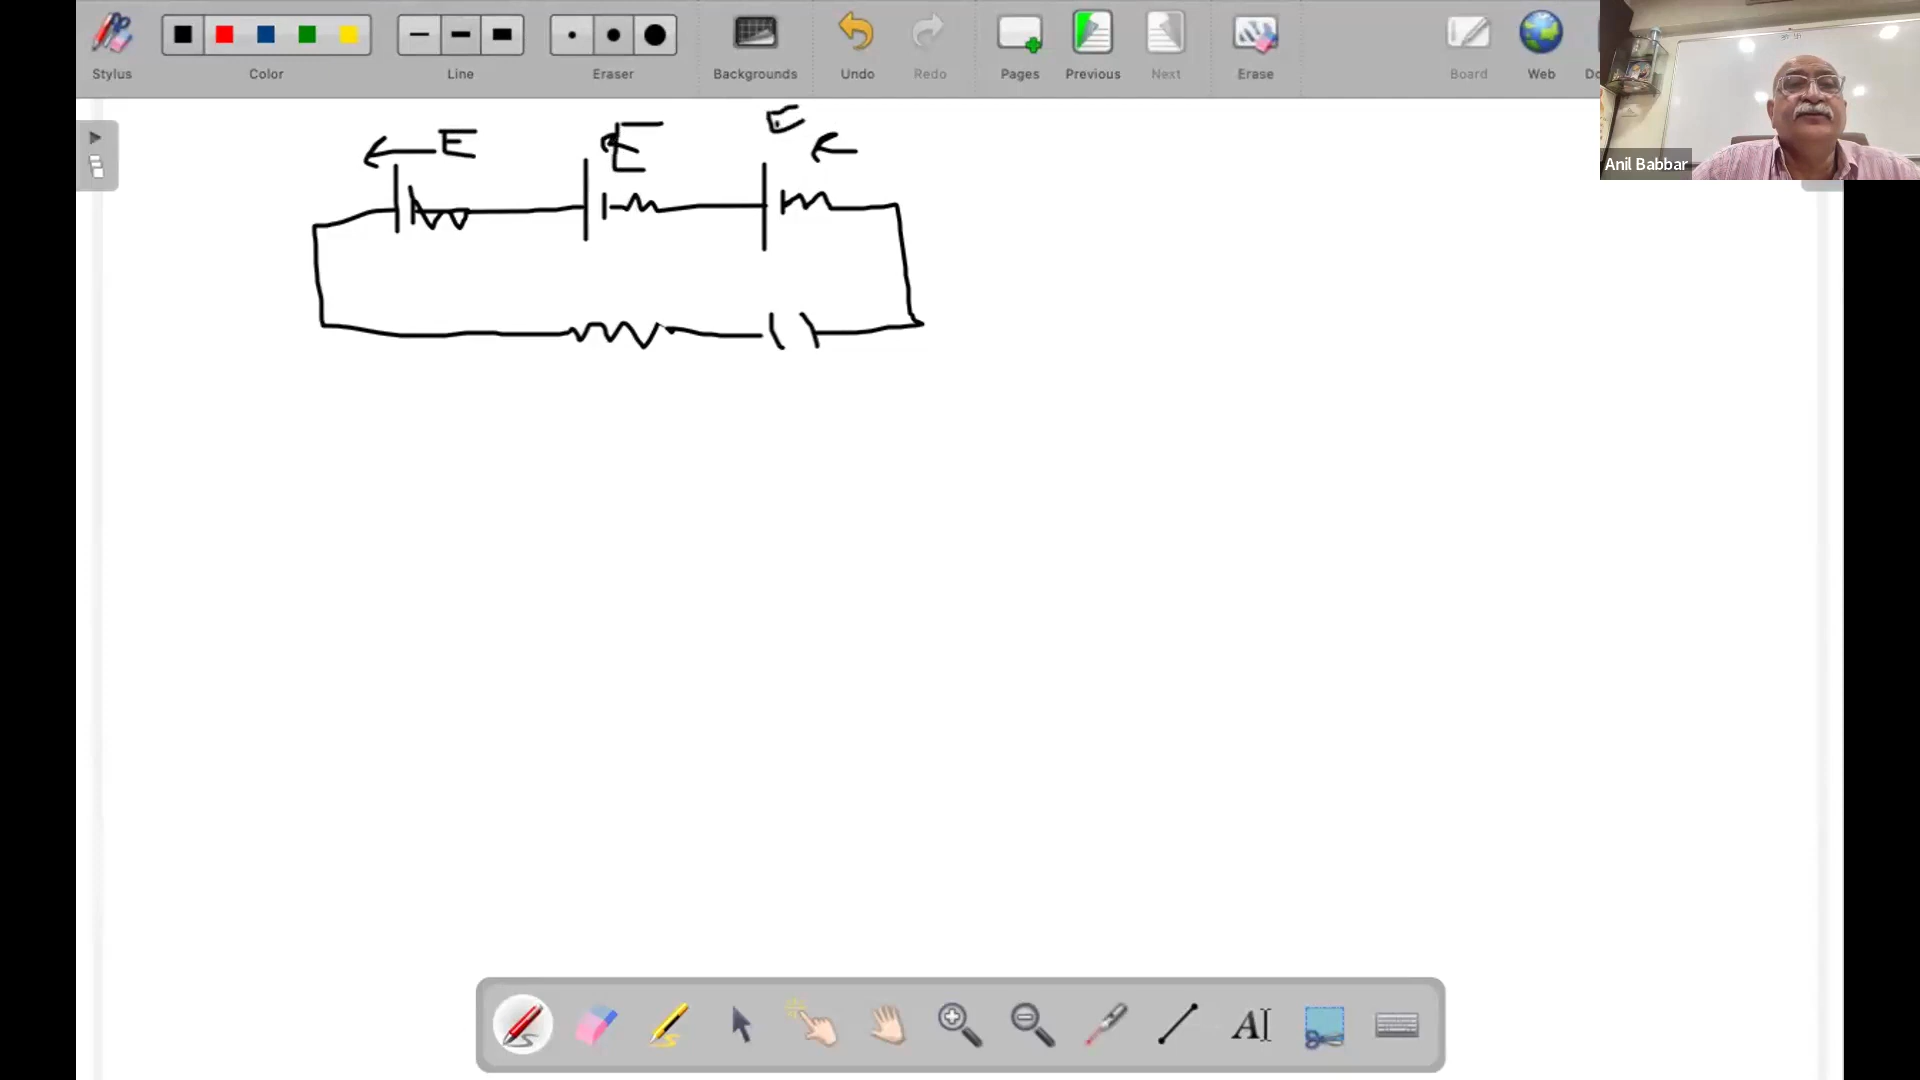 Stylus
Color
Line
Eraser
Backgrounds
Undo
Redo
Pages
Previous
Next
Erase
Board
Web
Anil Babbar
E
E
E
A